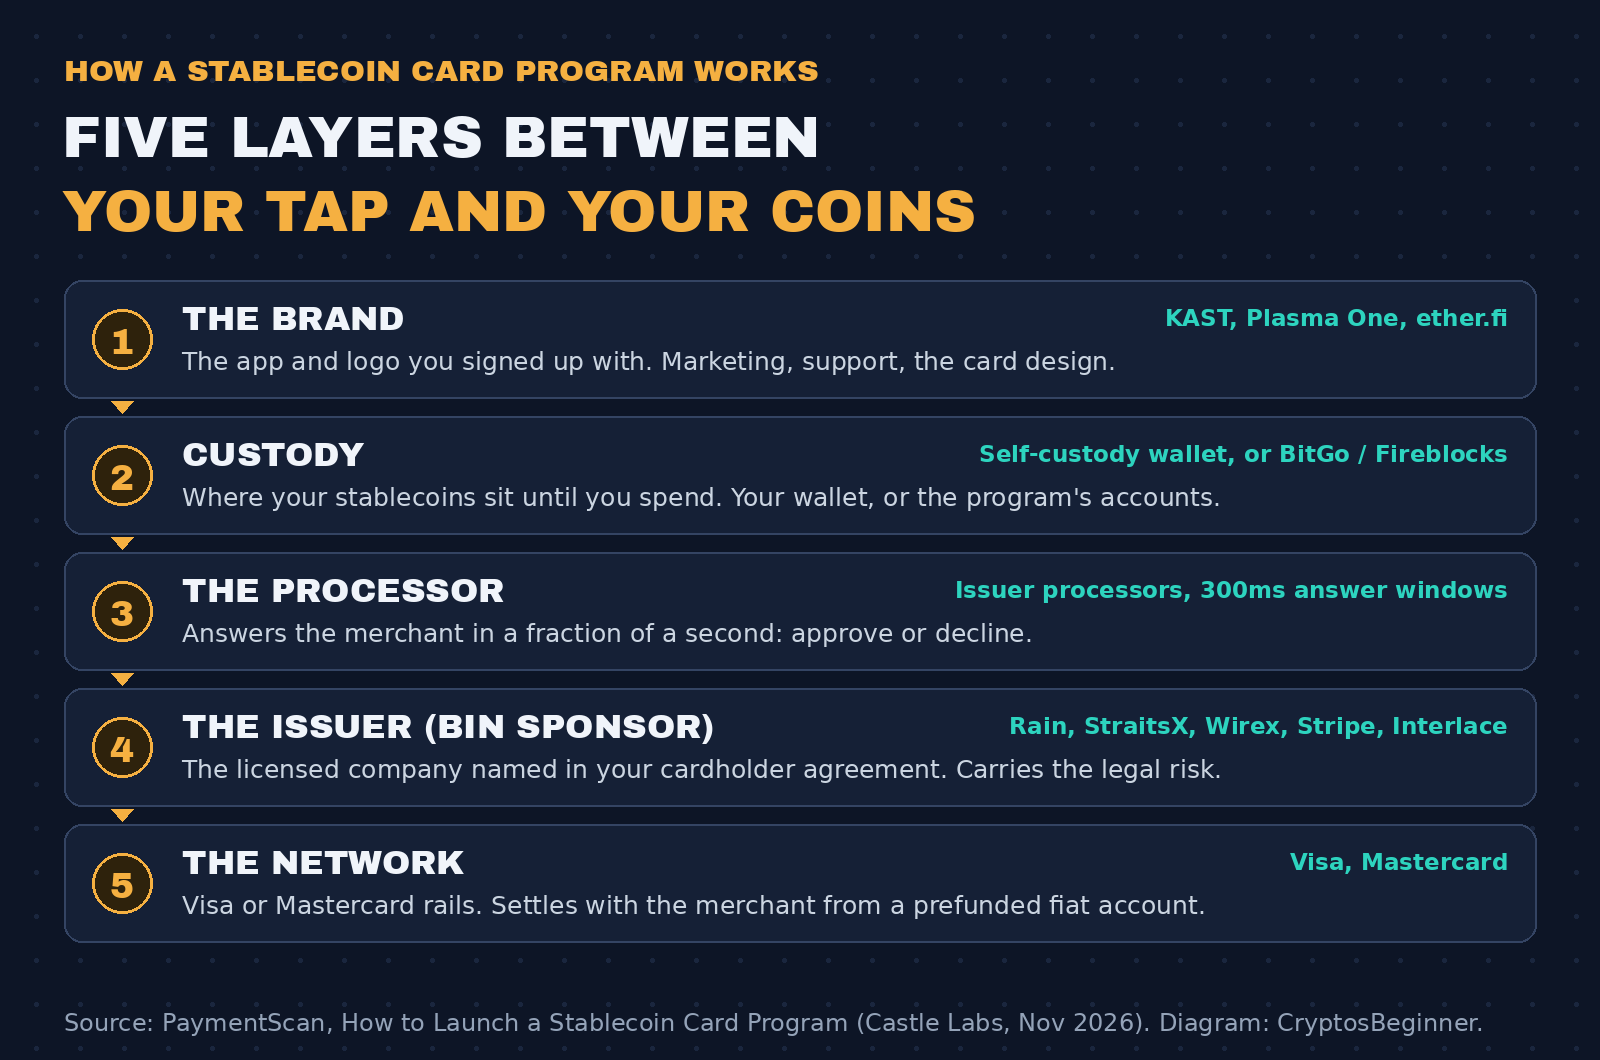 HOW A STABLECOIN CARD PROGRAM WORKS
FIVE LAYERS BETWEEN
YOUR TAP AND YOUR COINS
1
THE BRAND
KAST, Plasma One, ether.fi
The app and logo you signed up with. Marketing, support, the card design.
2
CUSTODY
Self-custody wallet, or BitGo / Fireblocks
Where your stablecoins sit until you spend. Your wallet, or the program's accounts.
3
THE PROCESSOR
Issuer processors, 300ms answer windows
Answers the merchant in a fraction of a second: approve or decline.
4
THE ISSUER (BIN SPONSOR)
Rain, StraitsX, Wirex, Stripe, Interlace
The licensed company named in your cardholder agreement. Carries the legal risk.
5
THE NETWORK
Visa, Mastercard
Visa or Mastercard rails. Settles with the merchant from a prefunded fiat account.
Source: PaymentScan, How to Launch a Stablecoin Card Program (Castle Labs, Nov 2026). Diagram: CryptosBeginner.